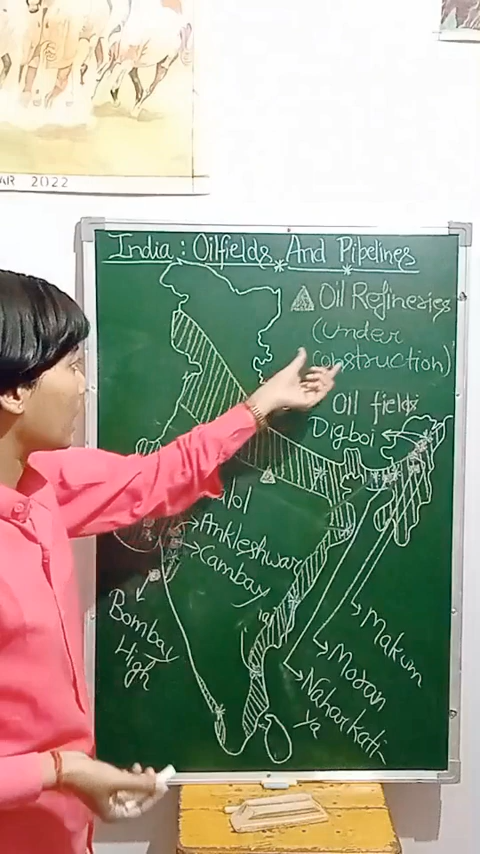 2022
India : Oilfields And Pipelines
Oil Refineries
(Under
Construction)
Oil fields
Digboi
lol
Ankleshwar
Cambay
Bombay
High
Makum
Moran
Naharkati
ya